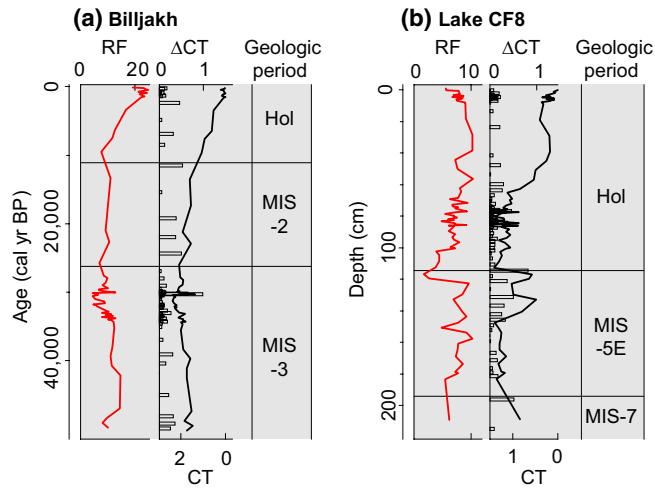 (a) Billjakh
RF ΔCT Geologic period
0 20 0 1
0
20,000
40,000
Age (cal yr BP)
Hol
MIS
-2
MIS
-3
2 0
CT
(b) Lake CF8
RF ΔCT Geologic period
0 10 0 1
0
100
200
Depth (cm)
Hol
MIS
-5E
MIS-7
1 0
CT